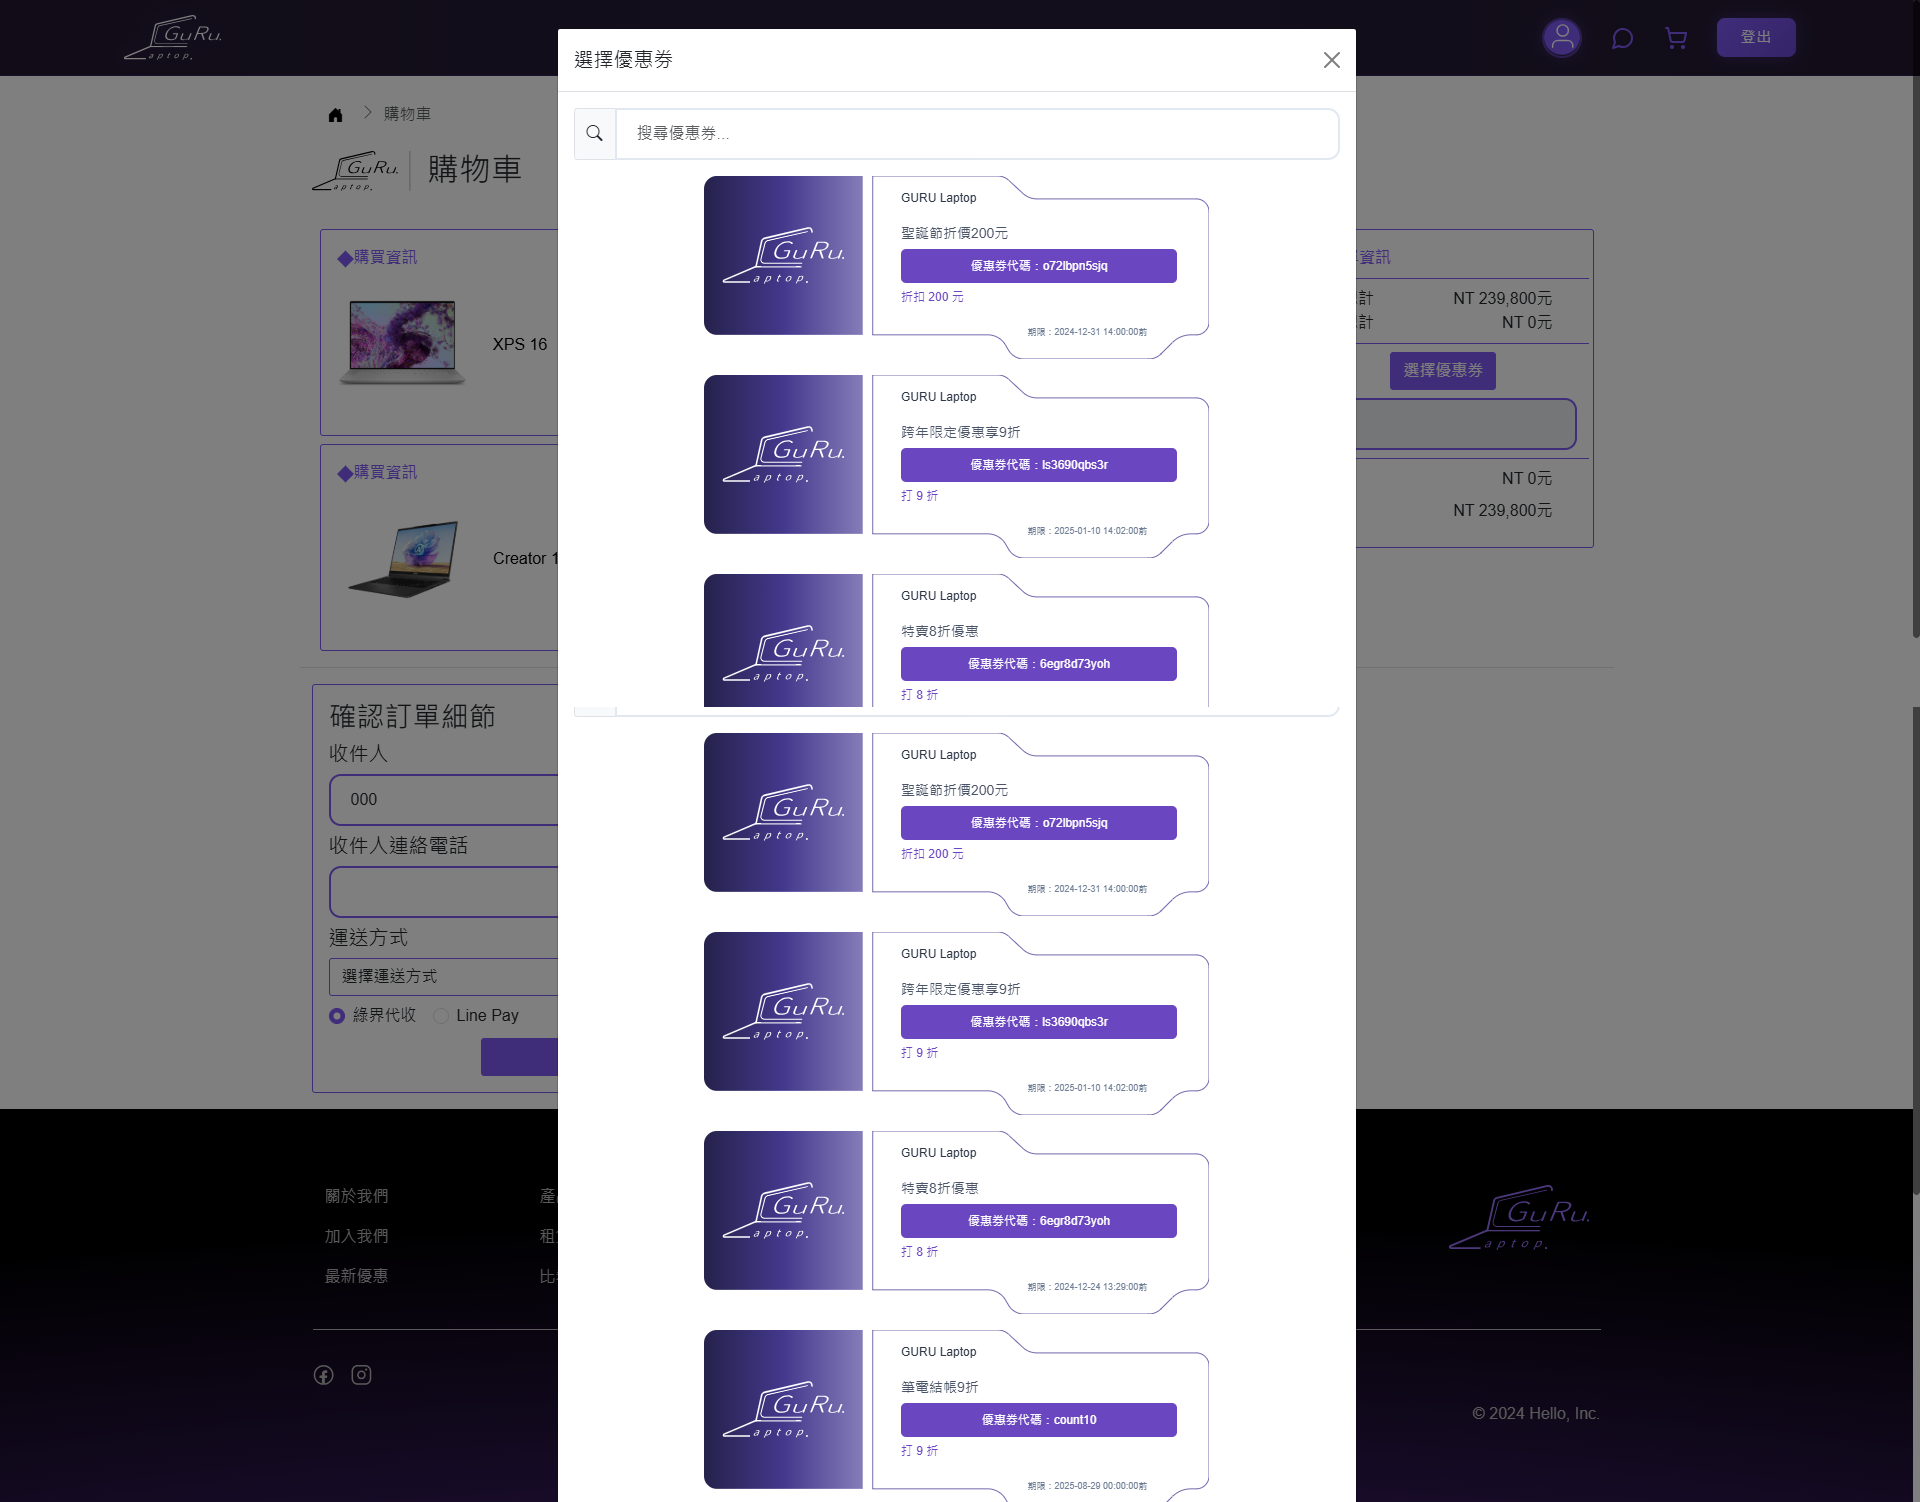 GuRu.
aptop.
登出
購物車
GuRu.
aptop.
購物車
購買資訊
XPS 16
購買資訊
Creator 1
資訊
計
NT 239,800元
計
NT 0元
選擇優惠券
NT 0元
NT 239,800元
確認訂單細節
收件人
000
收件人連絡電話
運送方式
選擇運送方式
綠界代收
Line Pay
選擇優惠券
搜尋優惠券...
GuRu.
aptop.
GURU Laptop
聖誕節折價200元
優惠券代碼：o72lbpn5sjq
折扣 200 元
期限：2024-12-31 14:00:00前
GuRu.
aptop.
GURU Laptop
跨年限定優惠享9折
優惠券代碼：ls3690qbs3r
打 9 折
期限：2025-01-10 14:02:00前
GuRu.
aptop.
GURU Laptop
特賣8折優惠
優惠券代碼：6egr8d73yoh
打 8 折
GuRu.
aptop.
GURU Laptop
聖誕節折價200元
優惠券代碼：o72lbpn5sjq
折扣 200 元
期限：2024-12-31 14:00:00前
GuRu.
aptop.
GURU Laptop
跨年限定優惠享9折
優惠券代碼：ls3690qbs3r
打 9 折
期限：2025-01-10 14:02:00前
GuRu.
aptop.
GURU Laptop
特賣8折優惠
優惠券代碼：6egr8d73yoh
打 8 折
期限：2024-12-24 13:29:00前
GuRu.
aptop.
GURU Laptop
筆電結帳9折
優惠券代碼：count10
打 9 折
期限：2025-08-29 00:00:00前
關於我們
加入我們
最新優惠
產
租
比
GuRu.
aptop.
© 2024 Hello, Inc.